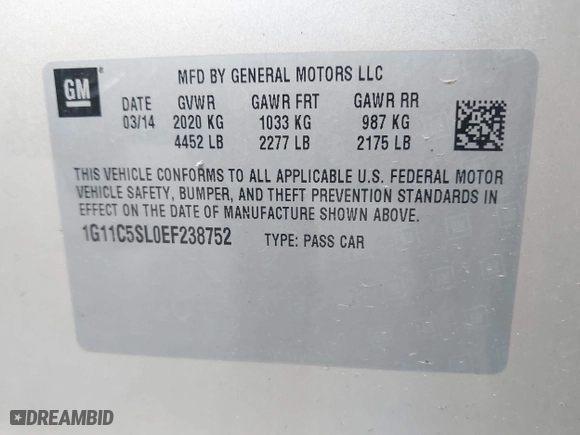 GM ®
MFD BY GENERAL MOTORS LLC
DATE GVWR GAWR FRT GAWR RR
03/14 2020 KG 1033 KG 987 KG
4452 LB 2277 LB 2175 LB
THIS VEHICLE CONFORMS TO ALL APPLICABLE U.S. FEDERAL MOTOR
VEHICLE SAFETY, BUMPER, AND THEFT PREVENTION STANDARDS IN
EFFECT ON THE DATE OF MANUFACTURE SHOWN ABOVE.
1G11C5SL0EF238752 TYPE: PASS CAR
DREAMBID